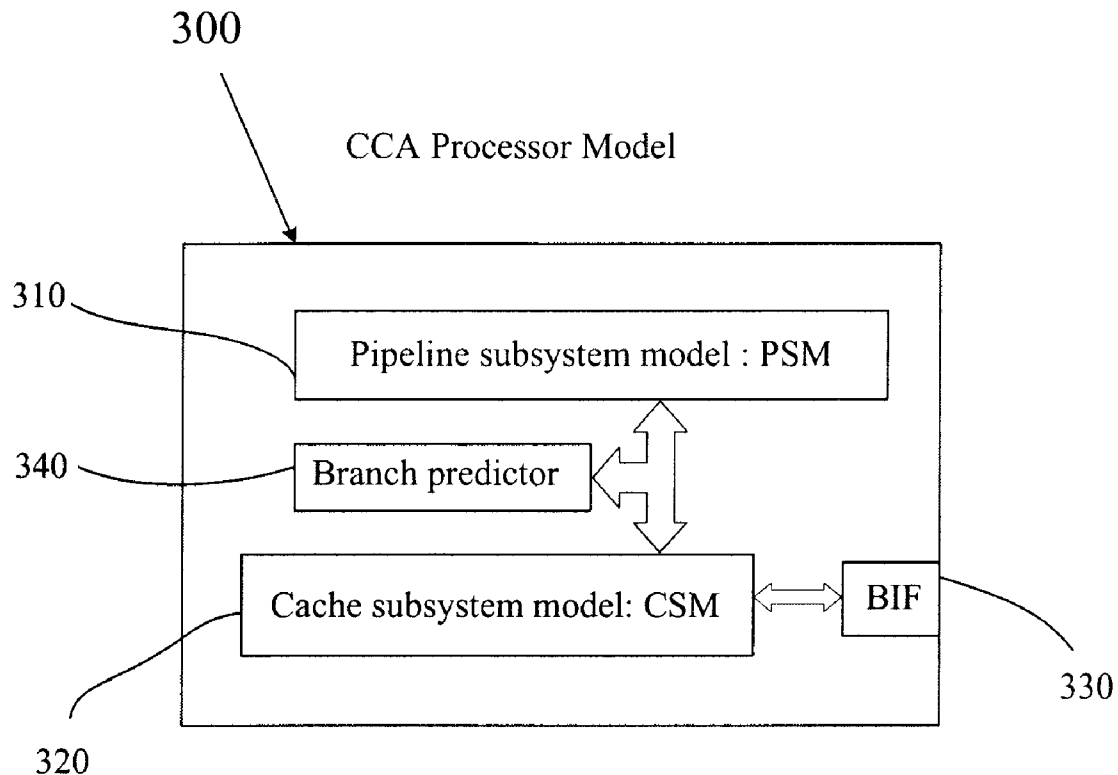 300
CCA Processor Model
310
Pipeline subsystem model : PSM
340
Branch predictor
Cache subsystem model: CSM
BIF
330
320